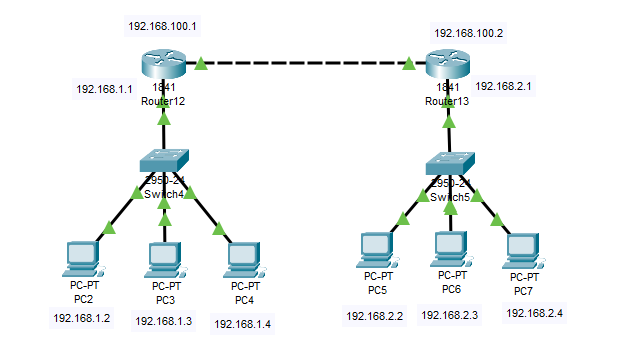 192.168.100.1
192.168.100.2
1841
Router12
192.168.1.1
1841
Router13
192.168.2.1
2950-24
Switch4
2950-24
Switch5
PC-PT
PC2
PC-PT
PC3
PC-PT
PC4
PC-PT
PC5
PC-PT
PC6
PC-PT
PC7
192.168.1.2
192.168.1.3
192.168.1.4
192.168.2.2
192.168.2.3
192.168.2.4